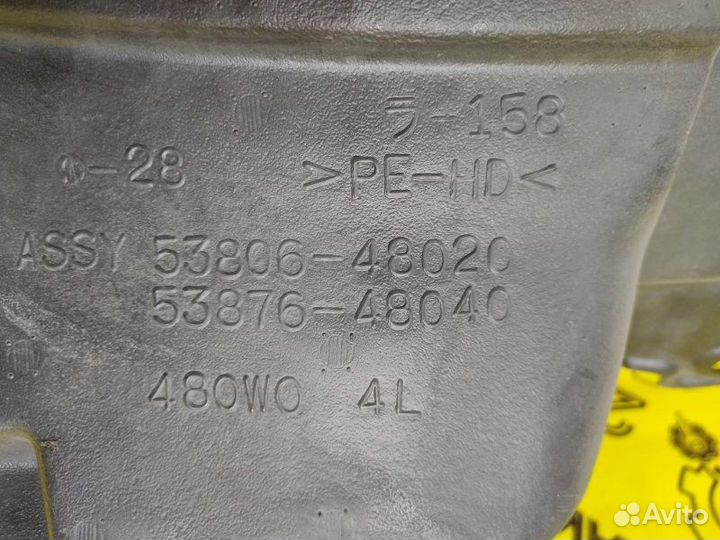 ラ-158
-28
>PE-HD<
ASSY 53806-48020
53876-48040
480W0 4L
Avito